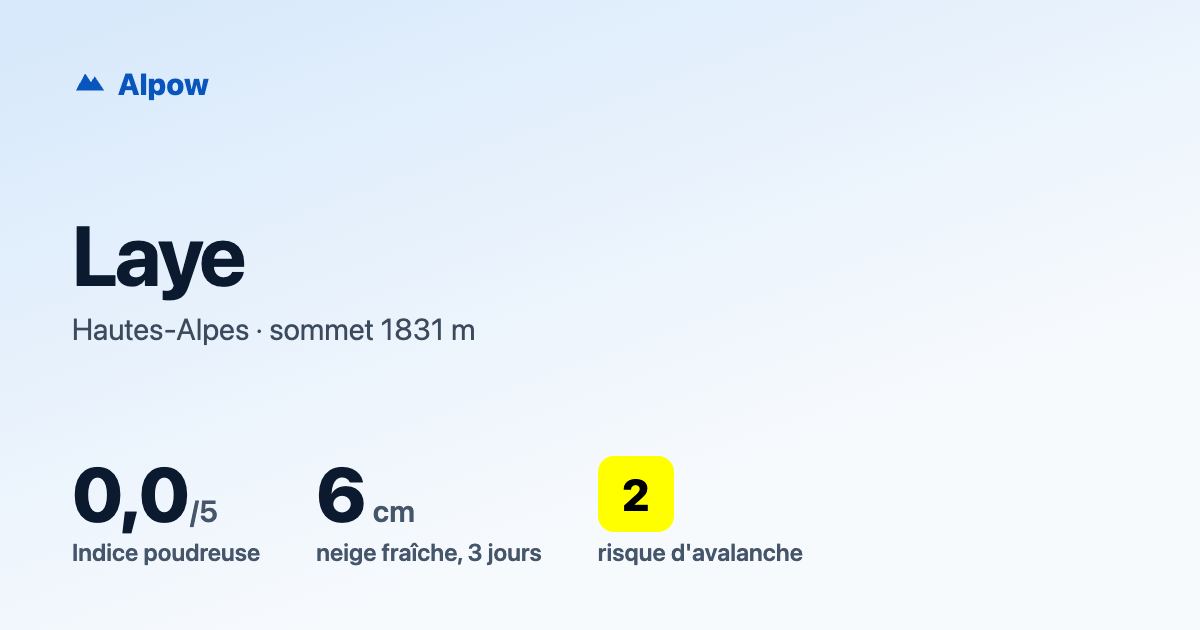 Alpow
Laye
Hautes-Alpes · sommet 1831 m
0,0/5
Indice poudreuse
6 cm
neige fraîche, 3 jours
2
risque d'avalanche